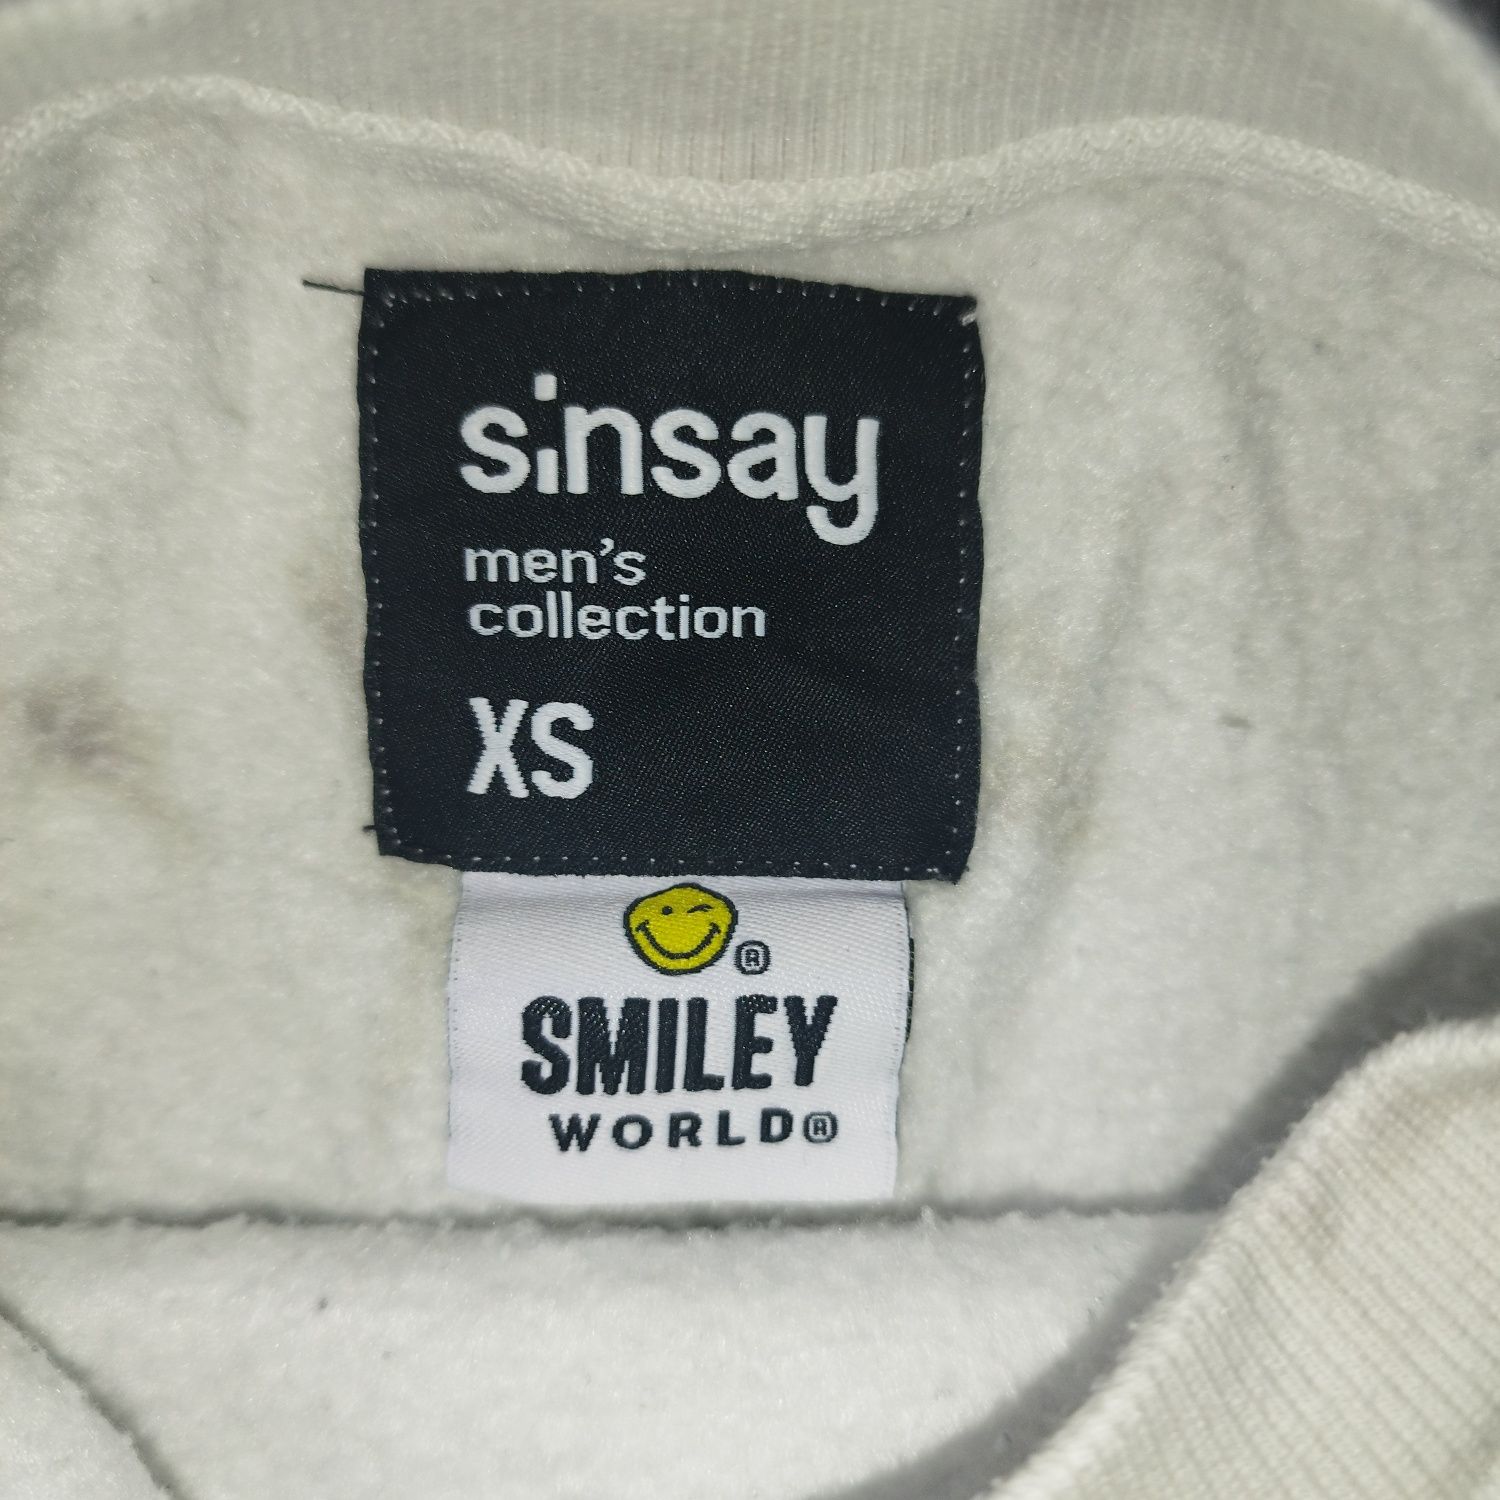 sinsay
men's
collection
XS
®
SMILEY
WORLD®